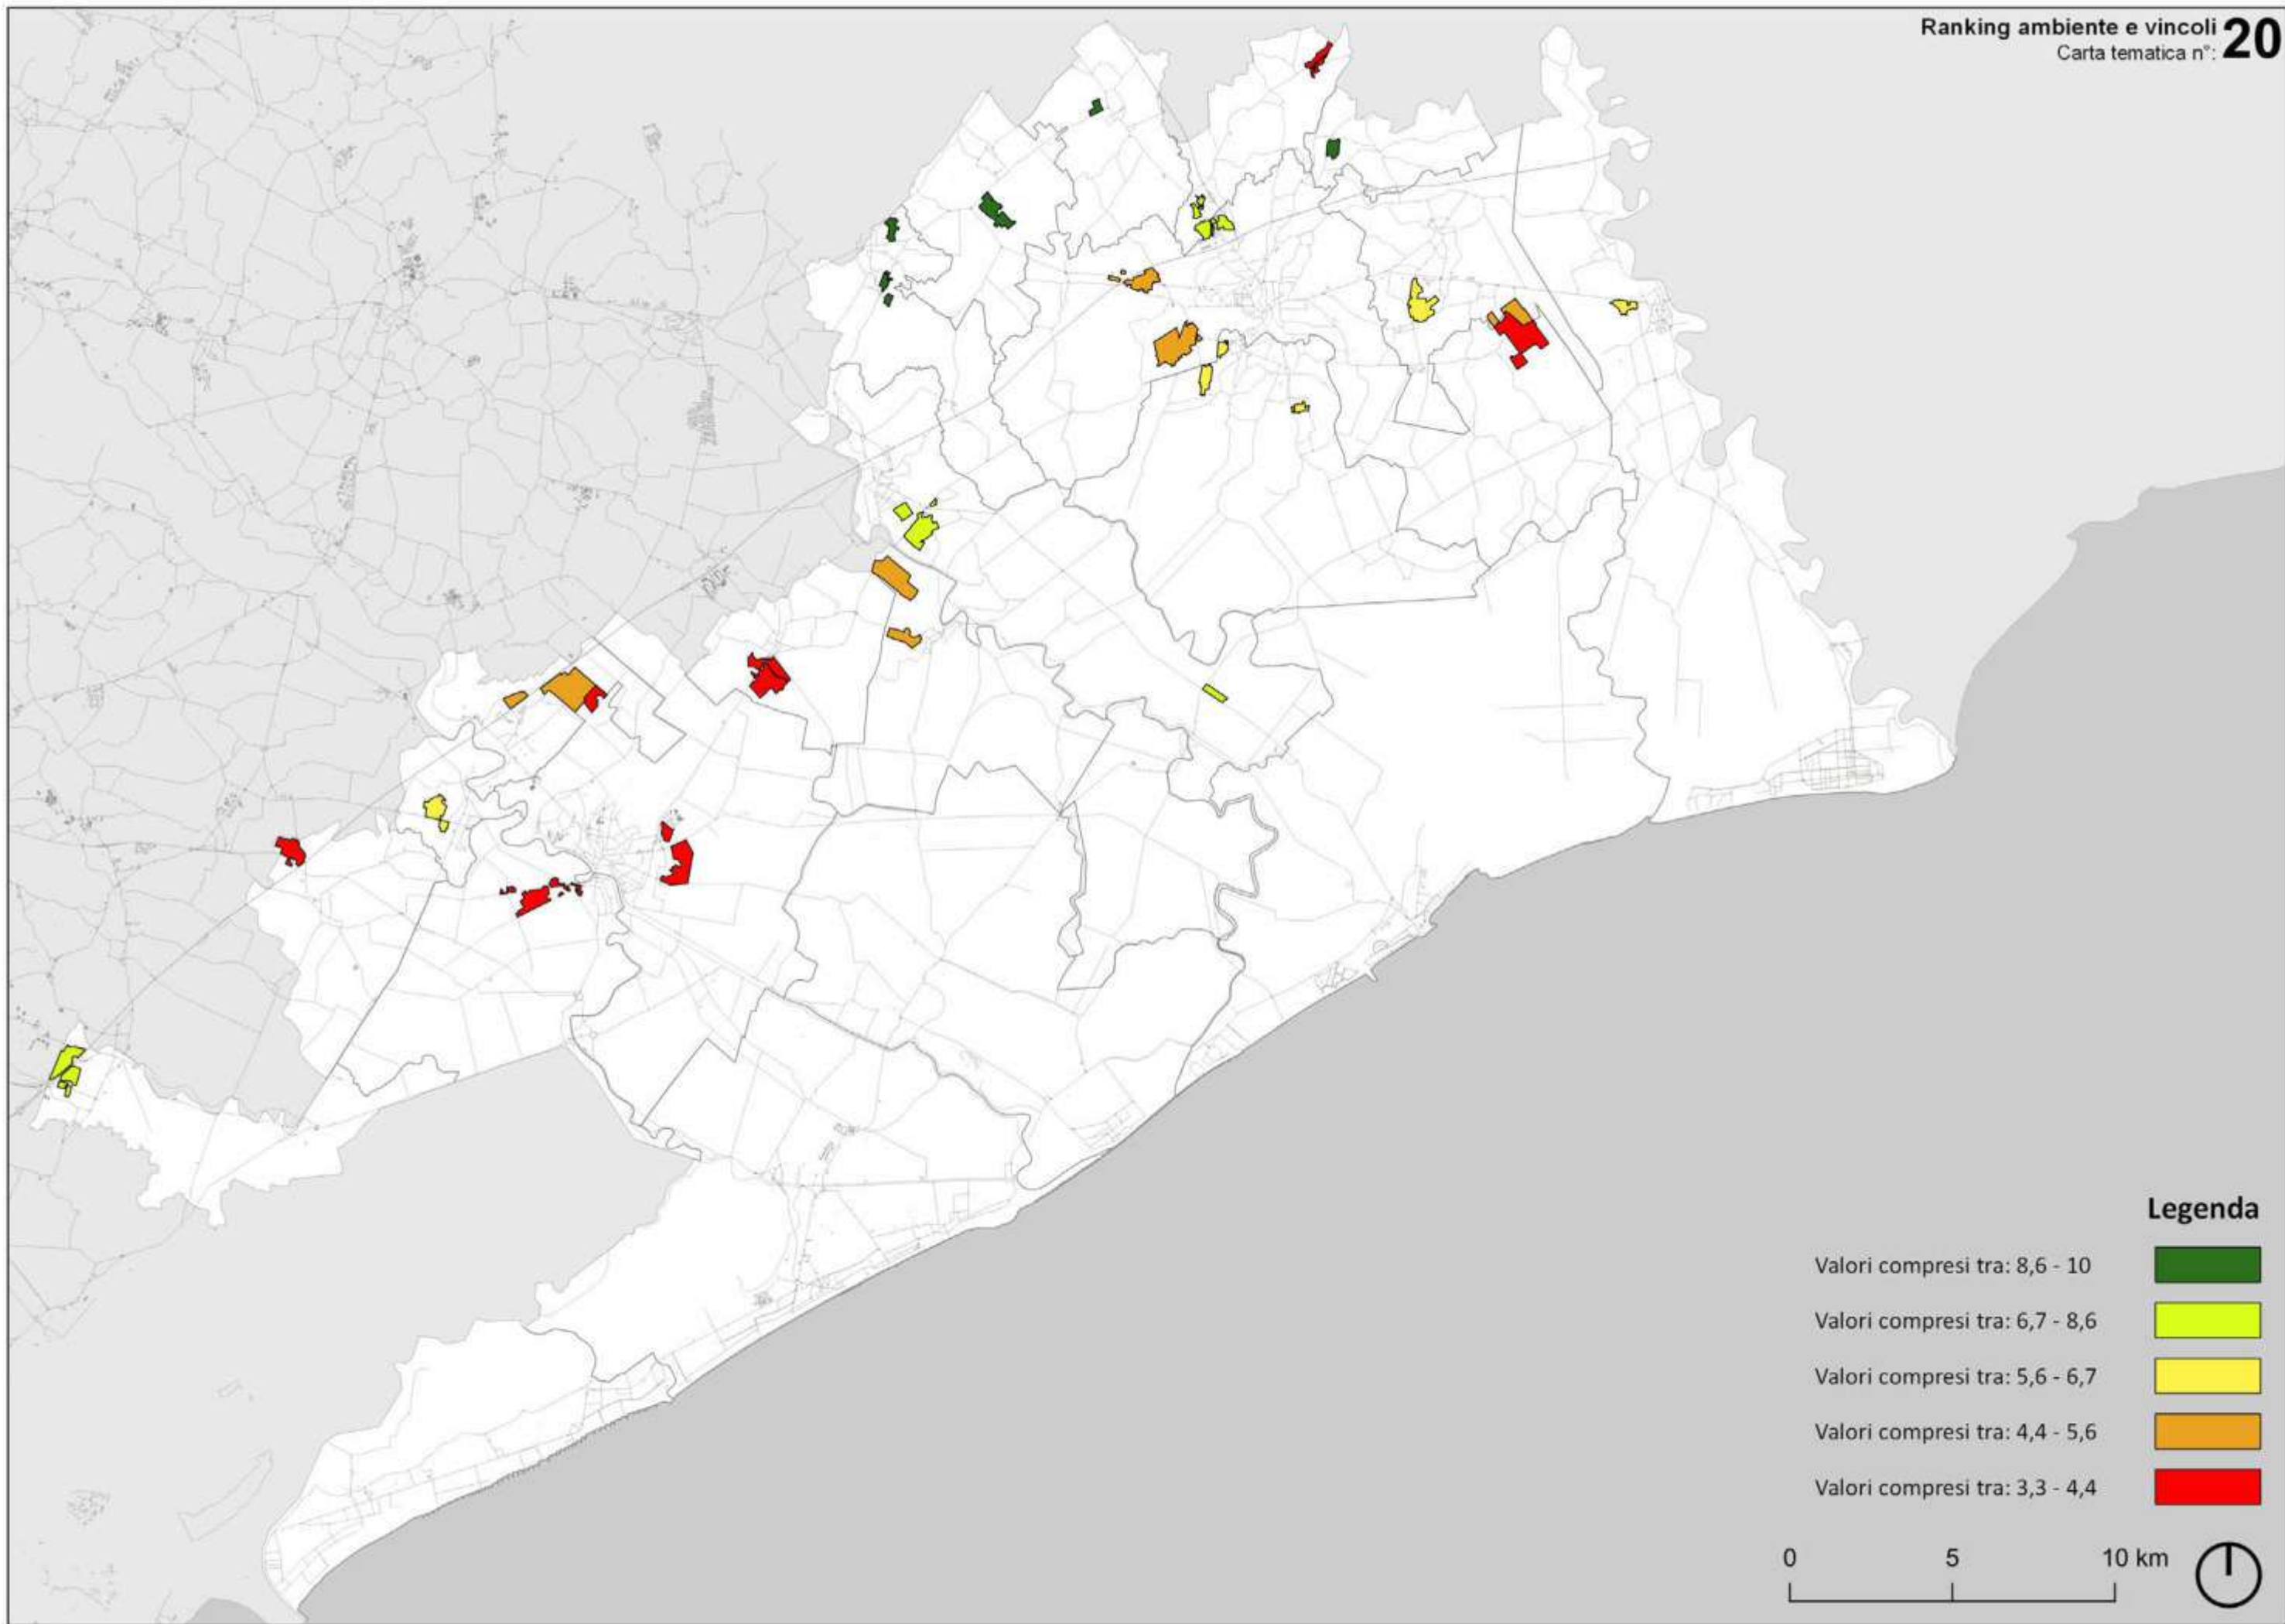 Ranking ambiente e vincoli
Carta tematica n°: 20
Legenda
Valori compresi tra: 8,6 - 10
Valori compresi tra: 6,7 - 8,6
Valori compresi tra: 5,6 - 6,7
Valori compresi tra: 4,4 - 5,6
Valori compresi tra: 3,3 - 4,4
0 5 10 km